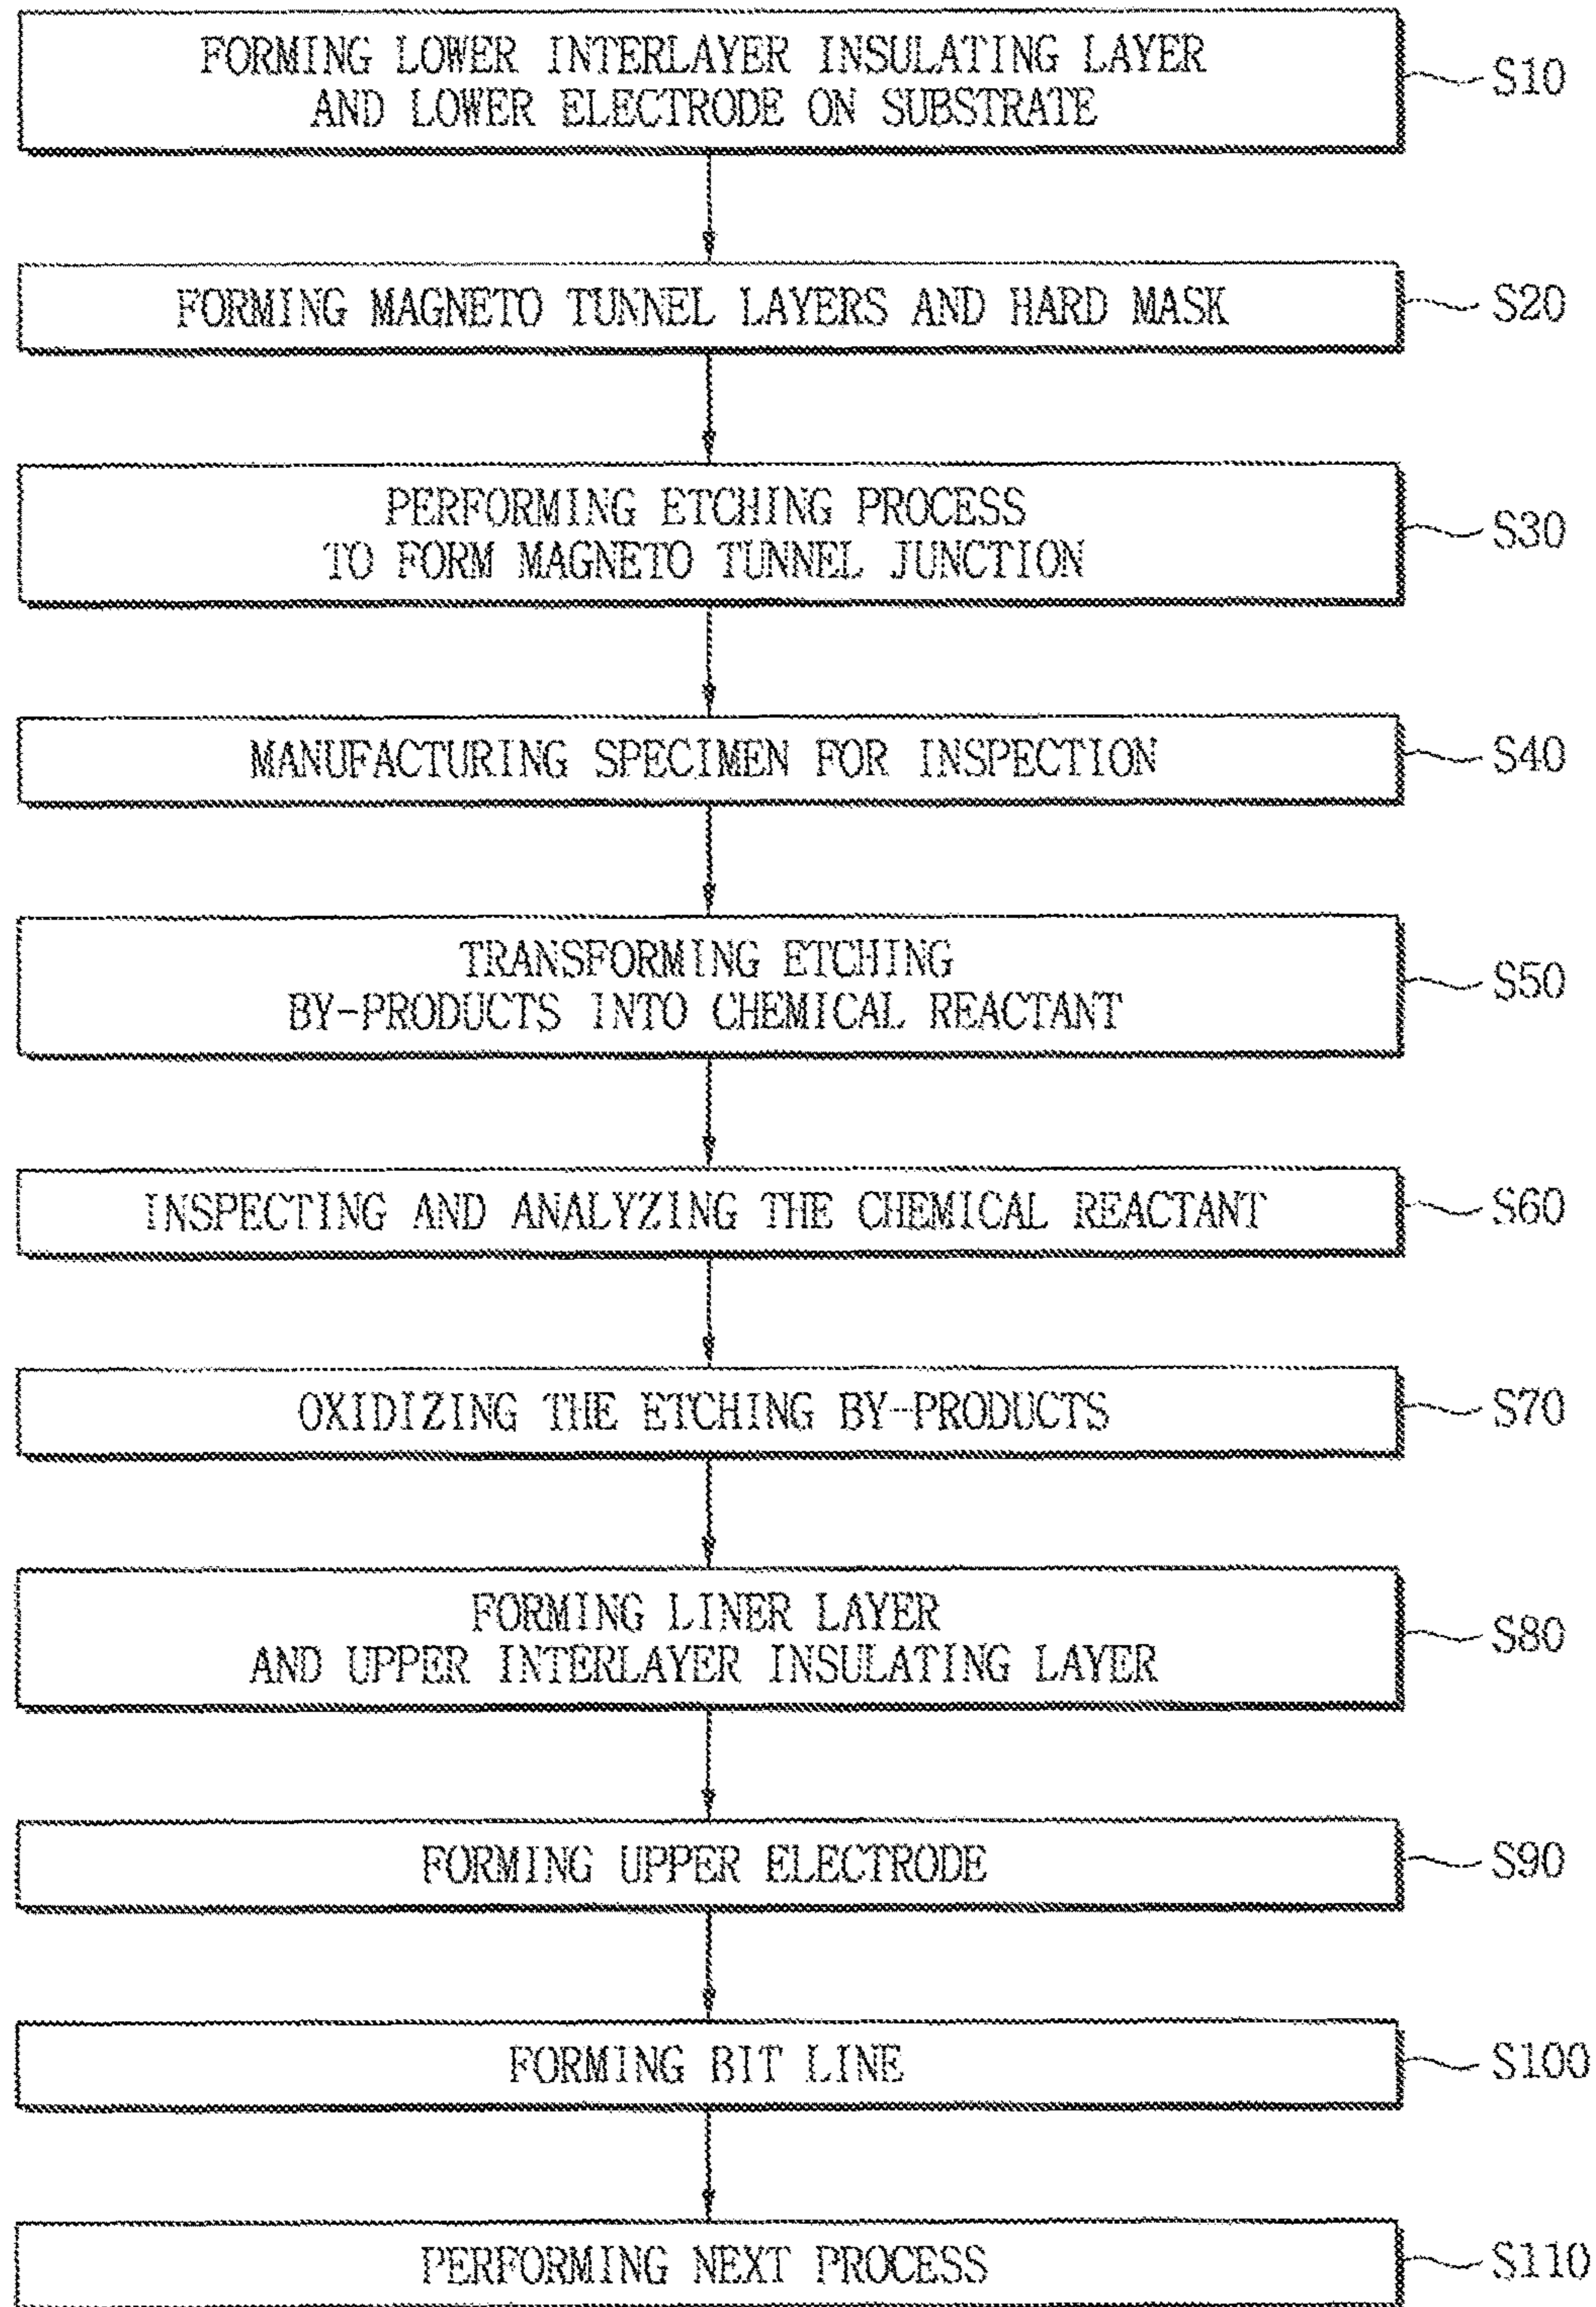 FORMING LOWER INTERLAYER INSULATING LAYER
AND LOWER ELECTRODE ON SUBSTRATE
S10
FORMING MAGNETO TUNNEL LAYERS AND HARD MASK
S20
PERFORMING ETCHING PROCESS
TO FORM MAGNETO TUNNEL JUNCTION
S30
MANUFACTURING SPECIMEN FOR INSPECTION
S40
TRANSFORMING ETCHING
BY-PRODUCTS INTO CHEMICAL REACTANT
S50
INSPECTING AND ANALYZING THE CHEMICAL REACTANT
S60
OXIDIZING THE ETCHING BY-PRODUCTS
S70
FORMING LINER LAYER
AND UPPER INTERLAYER INSULATING LAYER
S80
FORMING UPPER ELECTRODE
S90
FORMING BIT LINE
S100
PERFORMING NEXT PROCESS
S110